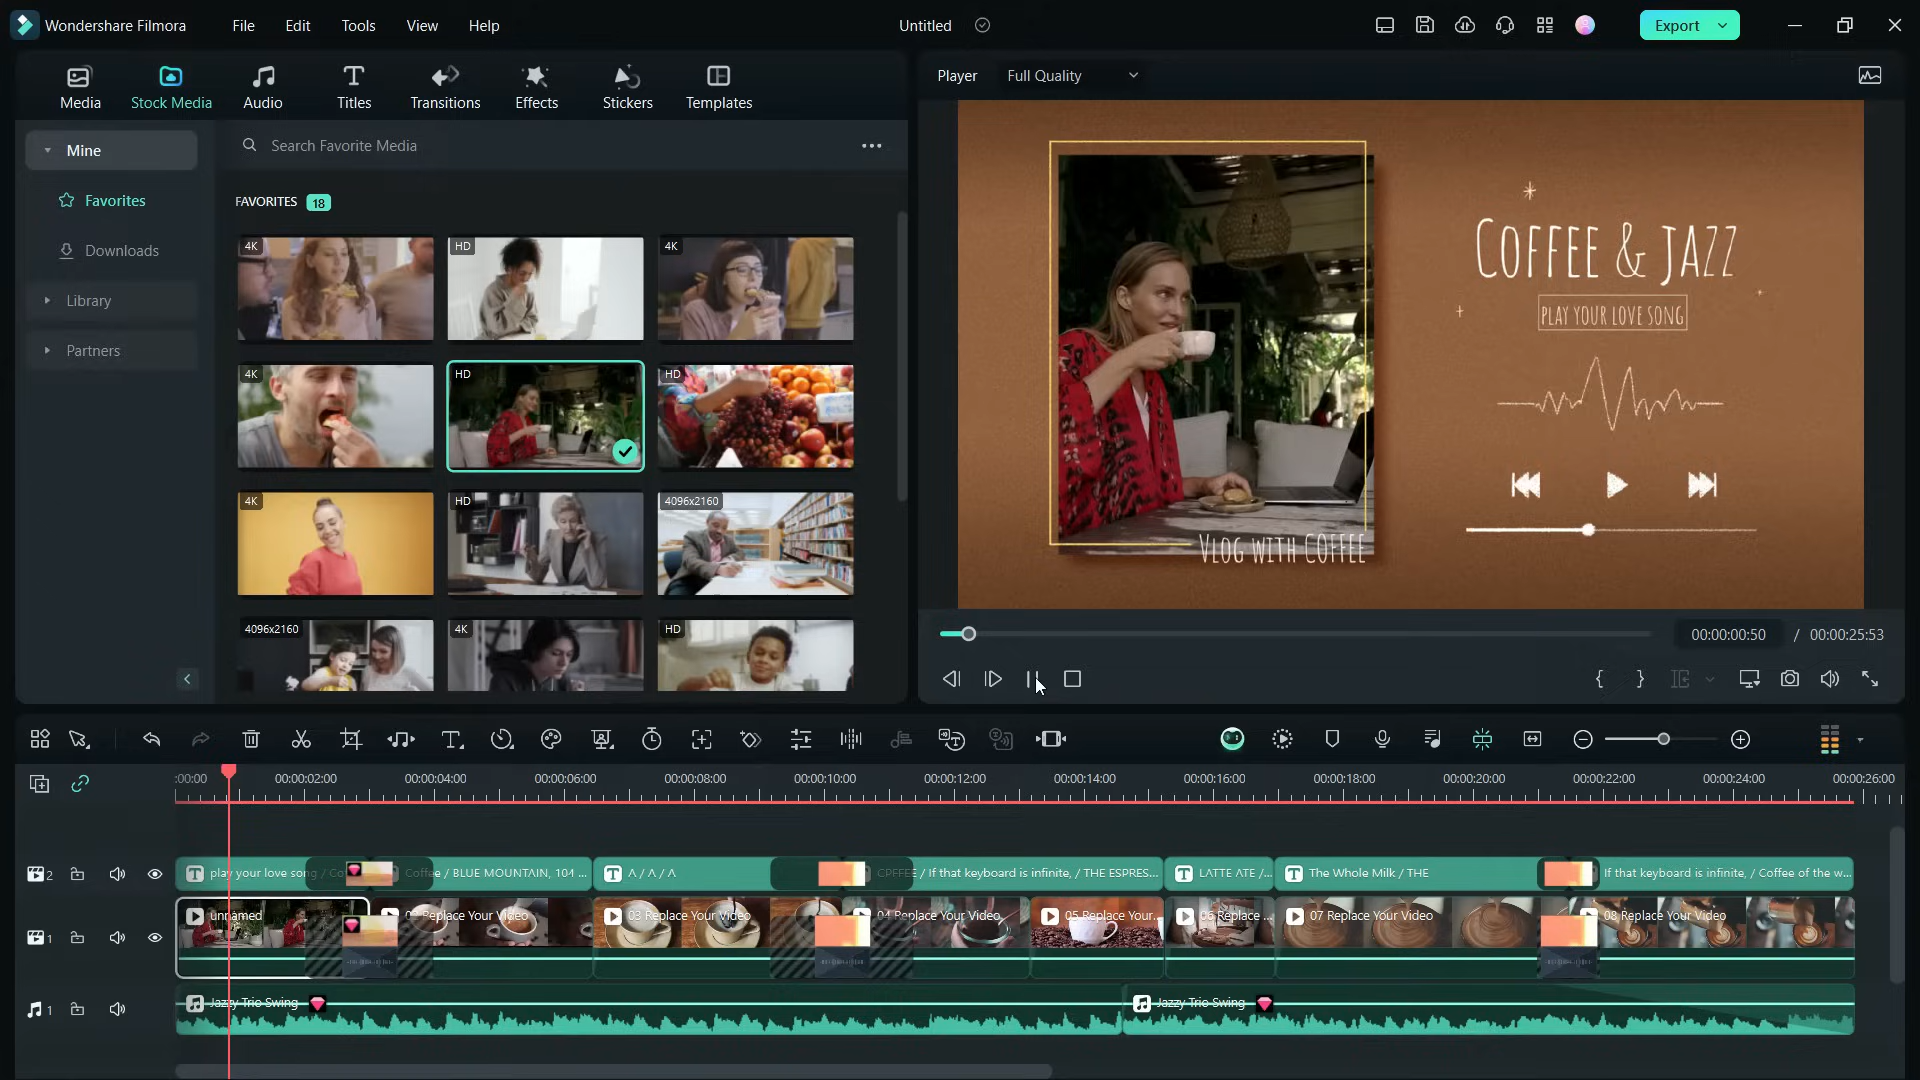 Wondershare Filmora
File Edit Tools View Help
Untitled
Export
Media Stock Media Audio Titles Transitions Effects Stickers Templates
Player Full Quality
Mine
Favorites
Downloads
Library
Partners
Search Favorite Media
FAVORITES 18
4K HD 4K
4K HD HD
4K HD 4096x2160
4096x2160 4K HD
COFFEE & JAZZ
PLAY YOUR LOVE SONG
VLOG WITH COFFEE
00:00:00:50 / 00:00:25:53
:00:00 00:00:02:00 00:00:04:00 00:00:06:00 00:00:08:00 00:00:10:00 00:00:12:00 00:00:14:00 00:00:16:00 00:00:18:00 00:00:20:00 00:00:22:00 00:00:24:00 00:00:26:00
2 play your love song / Co Coffee / BLUE MOUNTAIN, 104 ... Λ / Λ / Λ / If that keyboard is infinite, / THE ESPRES... LATTE ATE /... The Whole Milk / THE If that keyboard is infinite, / Coffee of the w...
1 unnamed Replace Your Video 03 Replace Your Video 04 Replace Your Video 05 Replace Your... 06 Replace ... 07 Replace Your Video 08 Replace Your Video
1 Jazzy Trio Swing Jazzy Trio Swing